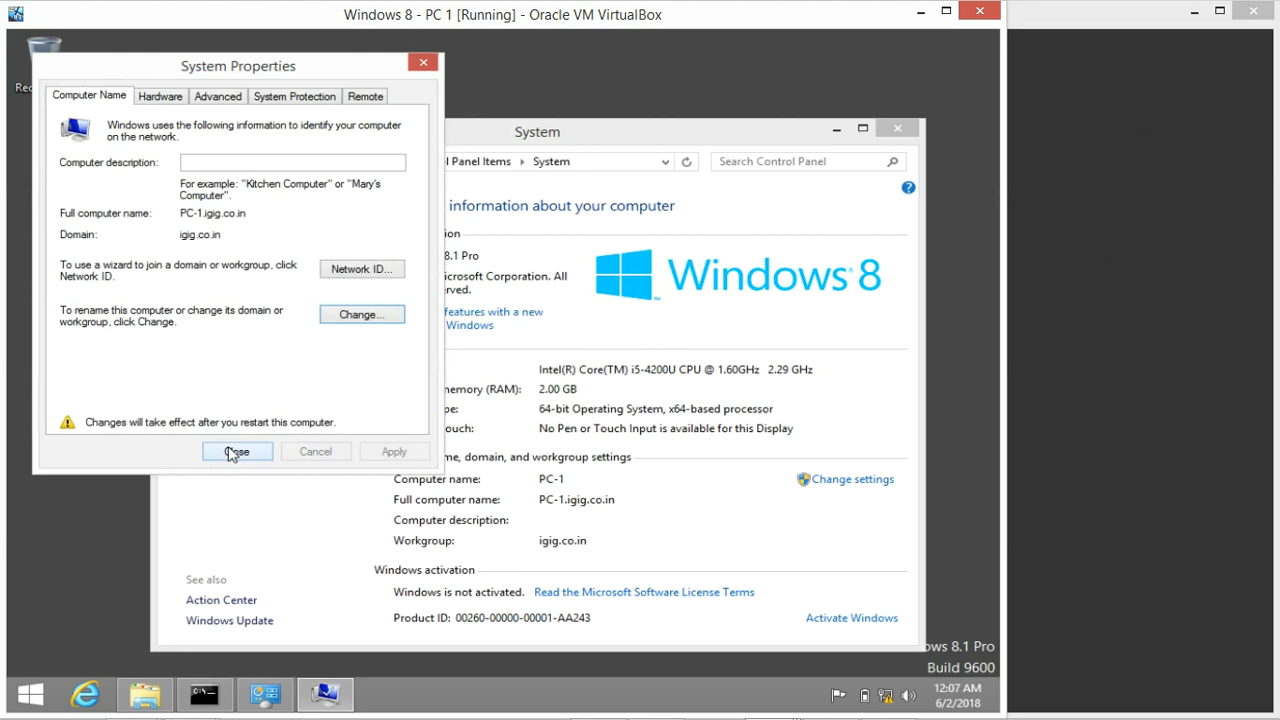 Windows 8 - PC 1 [Running] - Oracle VM VirtualBox
System Properties
Computer Name Hardware Advanced System Protection Remote
Windows uses the following information to identify your computer
on the network.
Computer description:
For example: "Kitchen Computer" or "Mary's
Computer".
Full computer name: PC-1.igig.co.in
Domain: igig.co.in
To use a wizard to join a domain or workgroup, click
Network ID.
Network ID...
To rename this computer or change its domain or
workgroup, click Change.
Change...
Changes will take effect after you restart this computer.
Close Cancel Apply
System
l Panel Items System
Search Control Panel
information about your computer
8.1 Pro
icrosoft Corporation. All
rved.
features with a new
Windows
Windows 8
Intel(R) Core(TM) i5-4200U CPU @ 1.60GHz 2.29 GHz
emory (RAM): 2.00 GB
pe: 64-bit Operating System, x64-based processor
ouch: No Pen or Touch Input is available for this Display
me, domain, and workgroup settings
Computer name: PC-1
Change settings
Full computer name: PC-1.igig.co.in
Computer description:
Workgroup: igig.co.in
Windows activation
Windows is not activated. Read the Microsoft Software License Terms
Product ID: 00260-00000-00001-AA243
Activate Windows
See also
Action Center
Windows Update
ows 8.1 Pro
Build 9600
12:07 AM
6/2/2018